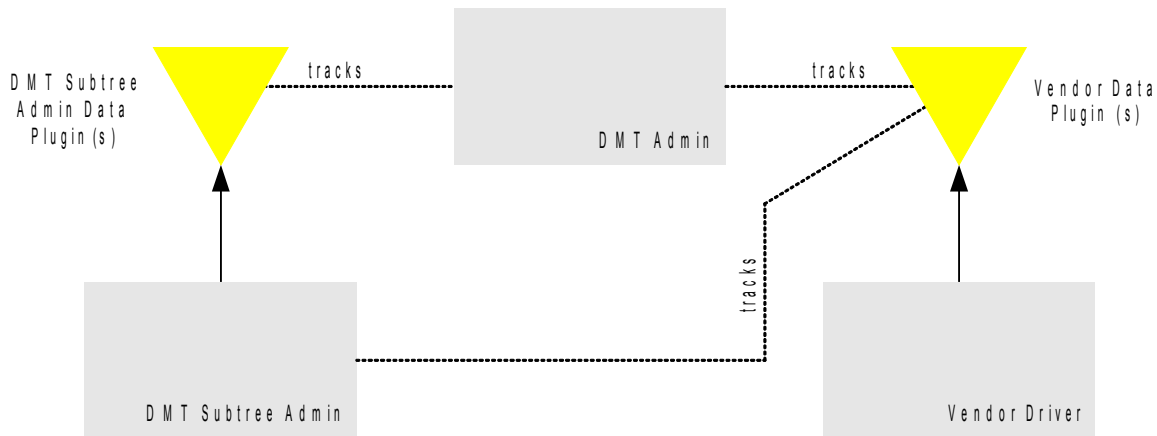 DMT Subtree
Admin Data
Plugin(s)
tracks
DMT Admin
tracks
Vendor Data
Plugin(s)
tracks
DMT Subtree Admin
Vendor Driver